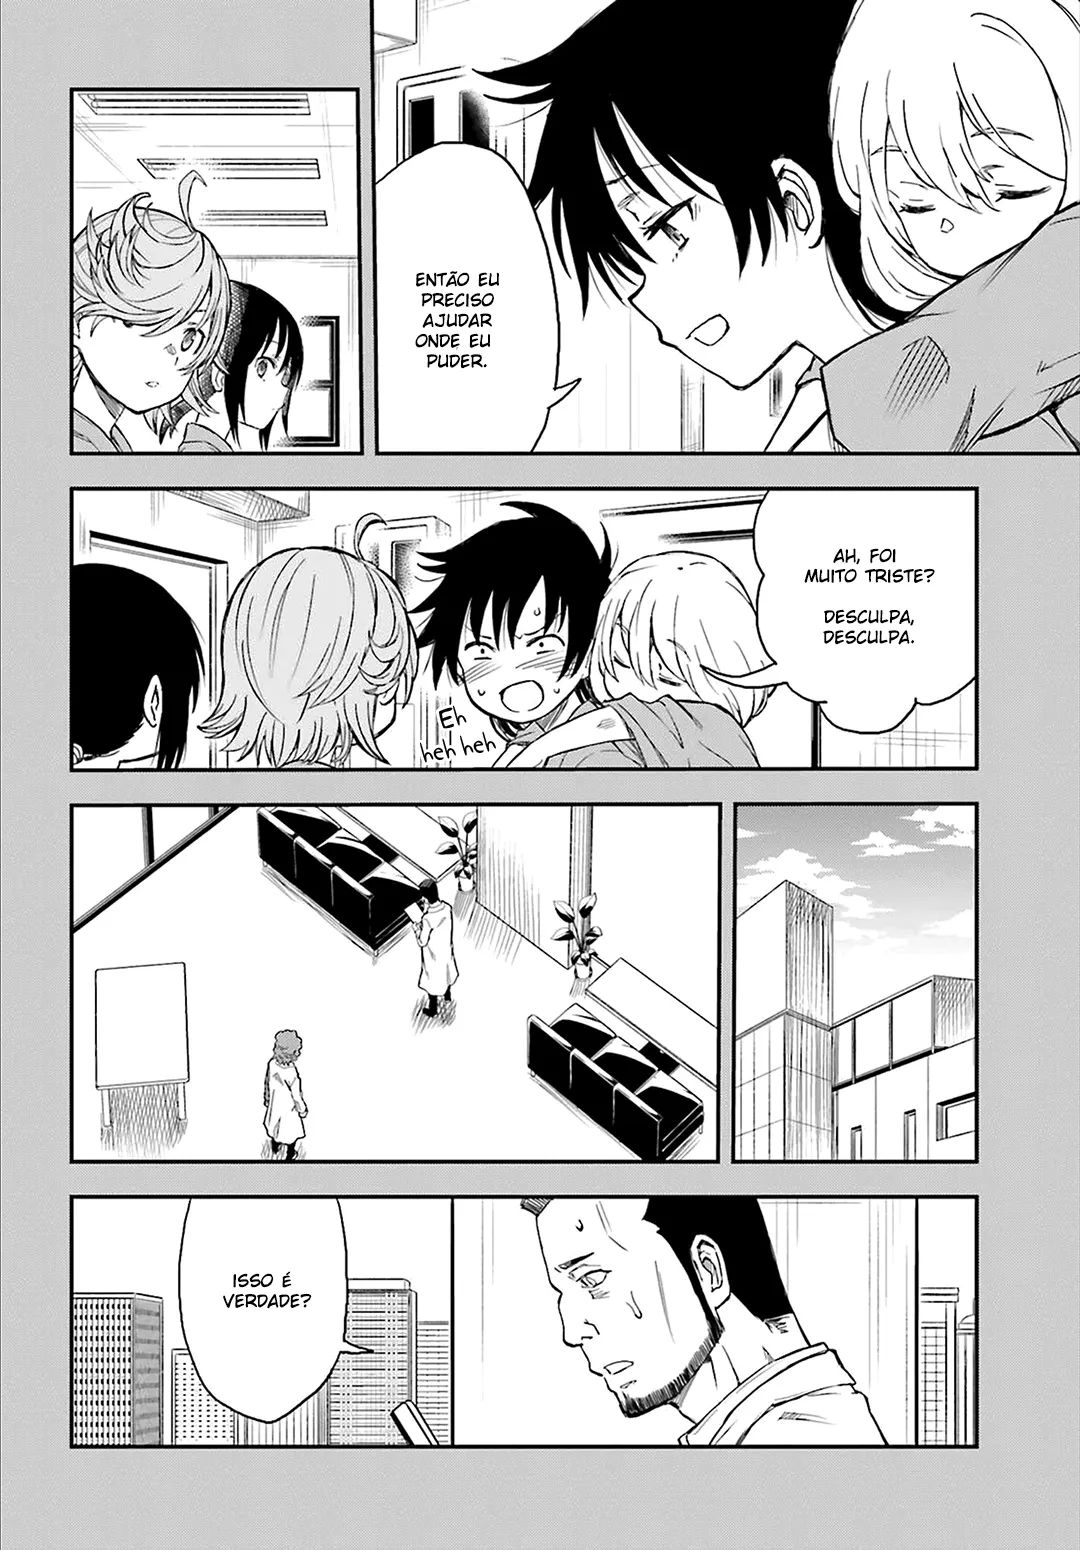 ENTÃO EU
PRECISO
AJUDAR
ONDE EU
PUDER.
AH, FOI
MUITO TRISTE?
DESCULPA,
DESCULPA.
Eh
heh heh
ISSO É
VERDADE?